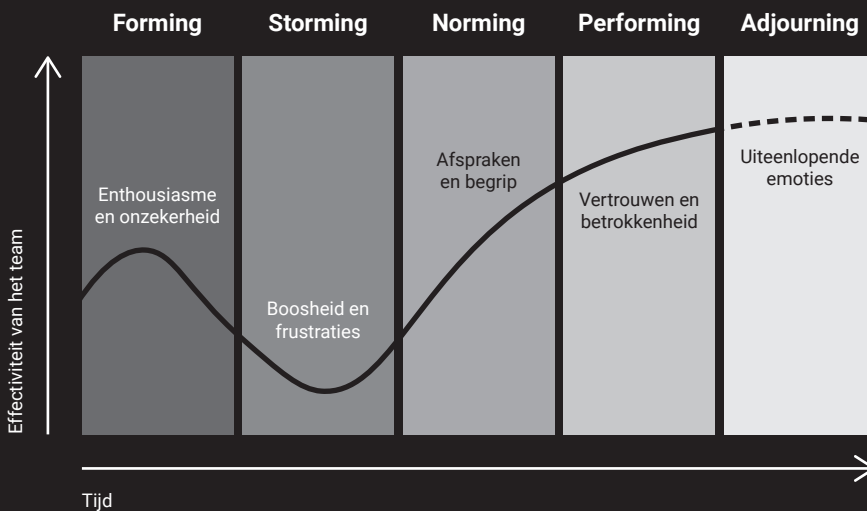 Forming
Storming
Norming
Performing
Adjourning
Effectiviteit van het team
Enthousiasme
en onzekerheid
Boosheid en
frustraties
Afspraken
en begrip
Vertrouwen en
betrokkenheid
Uiteenlopende
emoties
Tijd